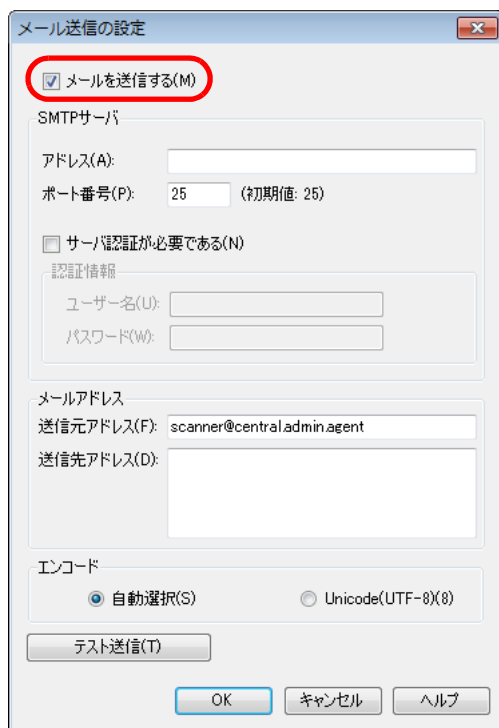 メール送信の設定
メールを送信する(M)
SMTPサーバ
アドレス(A):
ポート番号(P): 25 (初期値: 25)
サーバ認証が必要である(N)
認証情報
ユーザー名(U):
パスワード(W):
メールアドレス
送信元アドレス(F): scanner@central.admin.agent
送信先アドレス(D):
エンコード
自動選択(S) Unicode(UTF-8)(8)
テスト送信(T)
OK キャンセル ヘルプ